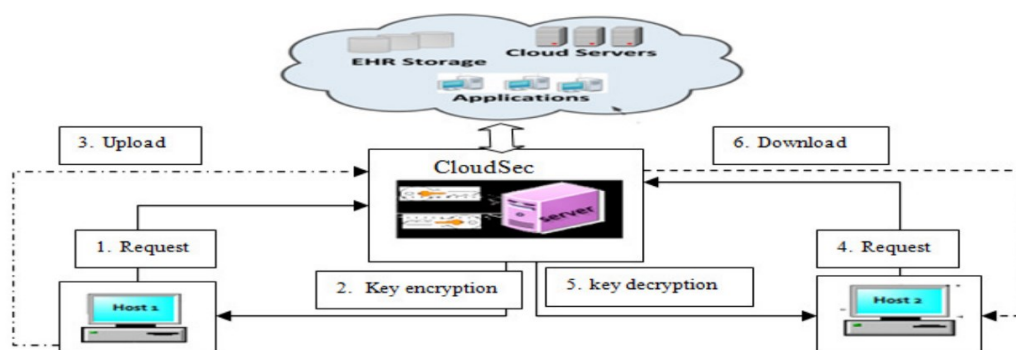 Cloud Servers
EHR Storage
Applications
3. Upload
6. Download
CloudSec
server
1. Request
4. Request
2. Key encryption
5. key decryption
Host 1
Host 2